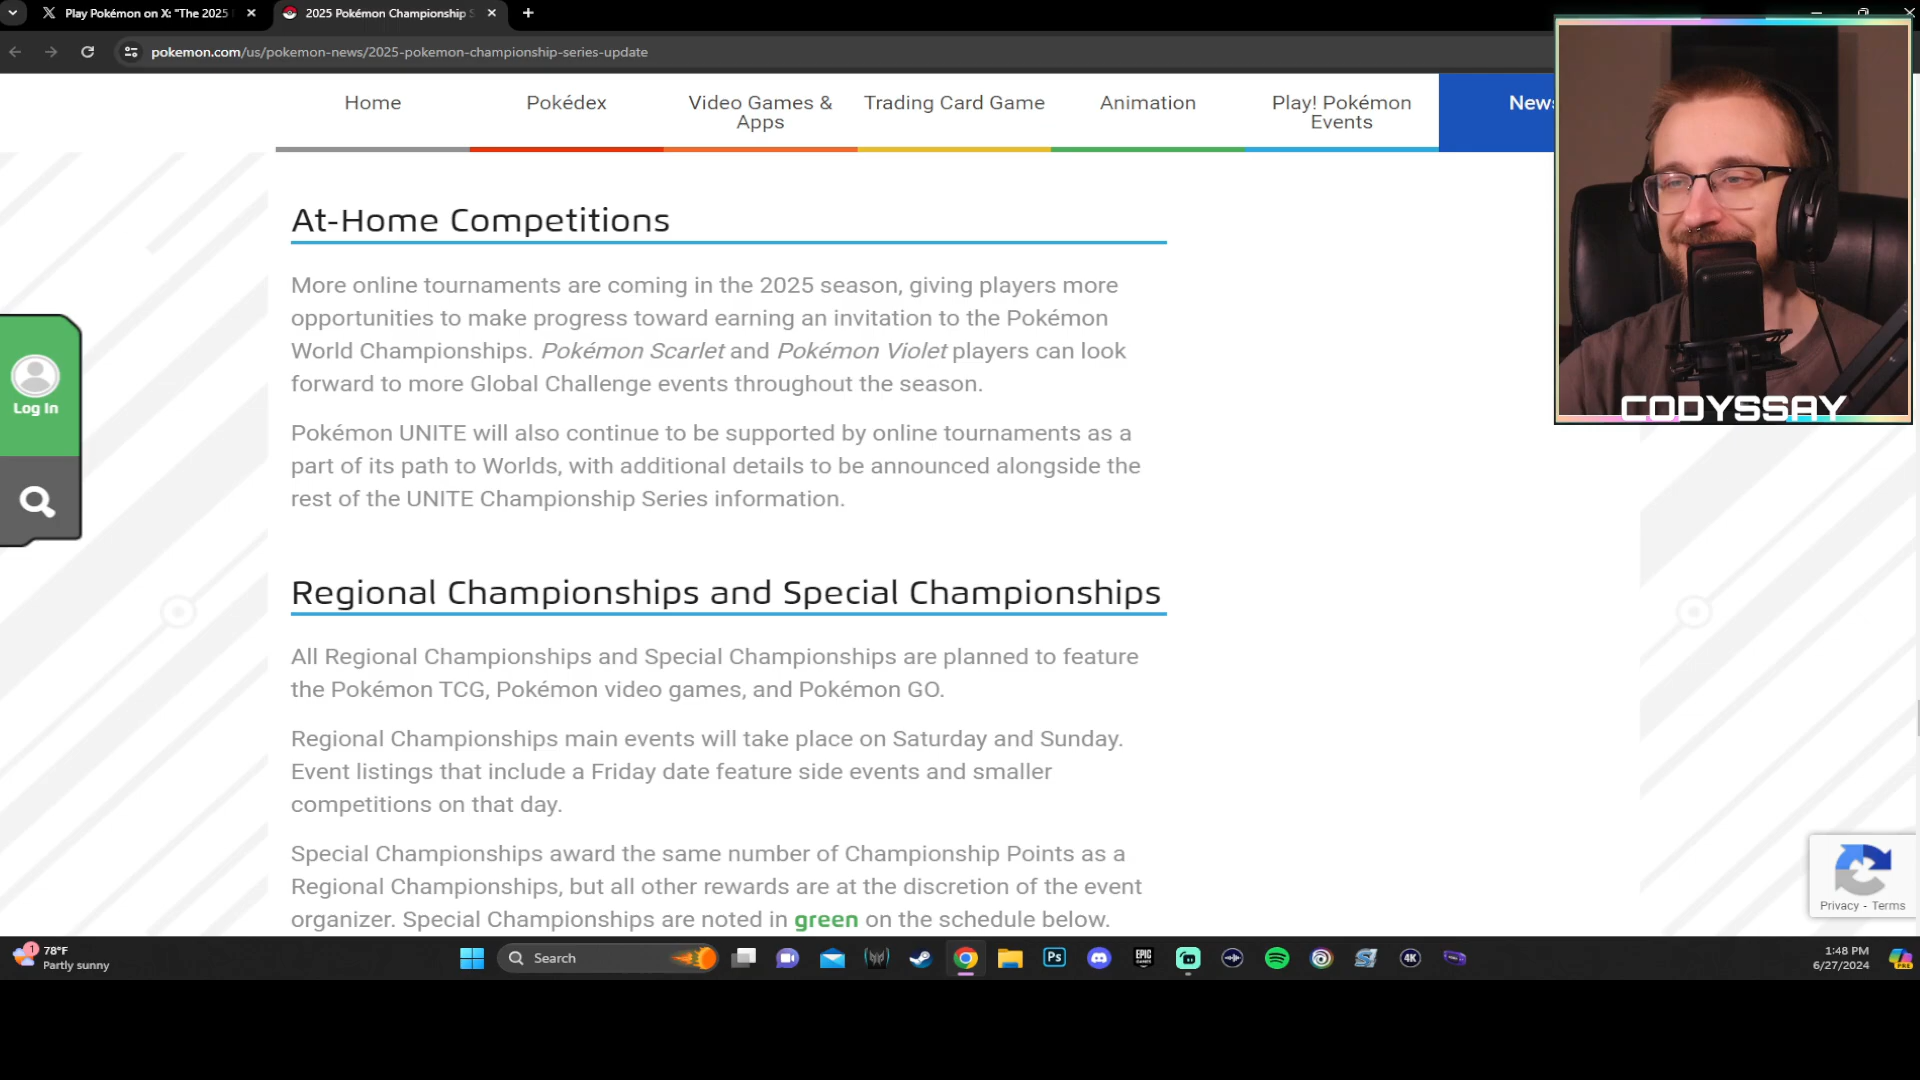 Play Pokémon on X: "The 2025
2025 Pokémon Championship S
pokemon.com/us/pokemon-news/2025-pokemon-championship-series-update
Home
Pokédex
Video Games &
Apps
Trading Card Game
Animation
Play! Pokémon
Events
News
At-Home Competitions
More online tournaments are coming in the 2025 season, giving players more
opportunities to make progress toward earning an invitation to the Pokémon
World Championships. Pokémon Scarlet and Pokémon Violet players can look
forward to more Global Challenge events throughout the season.
Pokémon UNITE will also continue to be supported by online tournaments as a
part of its path to Worlds, with additional details to be announced alongside the
rest of the UNITE Championship Series information.
Regional Championships and Special Championships
All Regional Championships and Special Championships are planned to feature
the Pokémon TCG, Pokémon video games, and Pokémon GO.
Regional Championships main events will take place on Saturday and Sunday.
Event listings that include a Friday date feature side events and smaller
competitions on that day.
Special Championships award the same number of Championship Points as a
Regional Championships, but all other rewards are at the discretion of the event
organizer. Special Championships are noted in green on the schedule below.
Log In
CODYSSAY
Privacy - Terms
1
78°F
Partly sunny
Search
Ps
EPIC
GAMES
4K
1:48 PM
6/27/2024
PRE